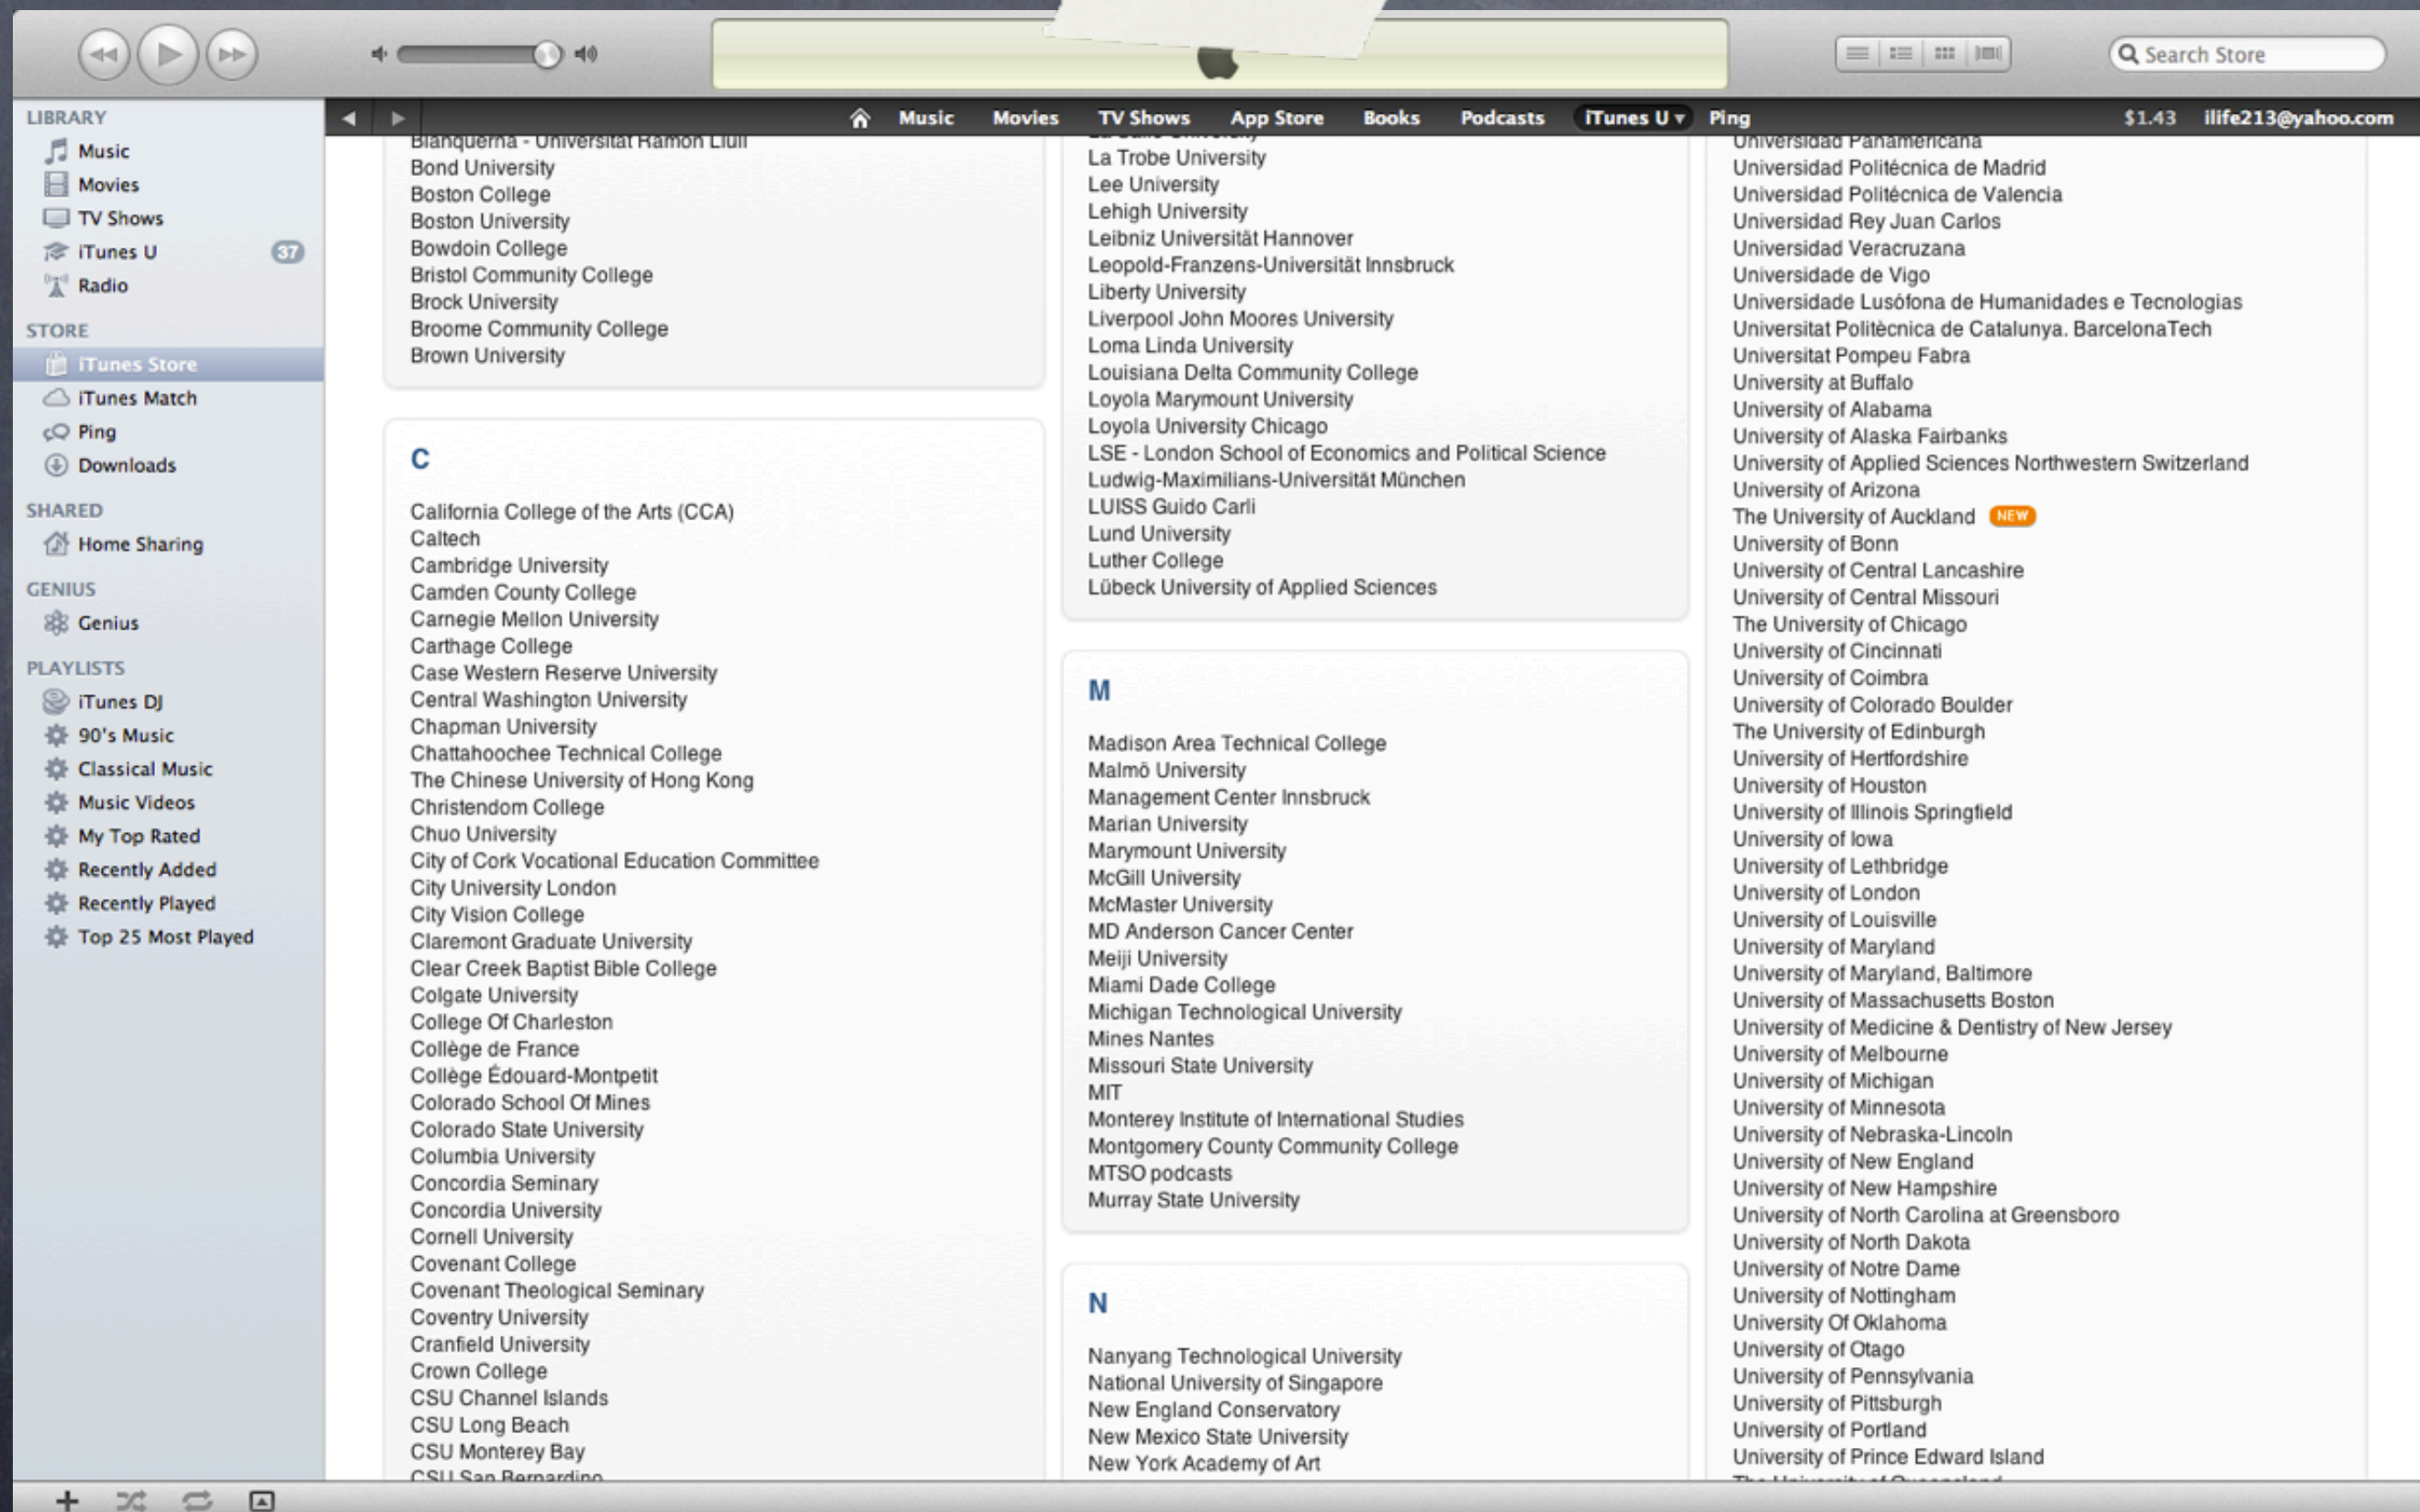 Search Store
Music
Movies
TV Shows
App Store
Books
Podcasts
iTunes U
Ping
$1.43
ilife213@yahoo.com
LIBRARY
Music
Movies
TV Shows
iTunes U 37
Radio
STORE
iTunes Store
iTunes Match
Ping
Downloads
SHARED
Home Sharing
GENIUS
Genius
PLAYLISTS
iTunes DJ
90's Music
Classical Music
Music Videos
My Top Rated
Recently Added
Recently Played
Top 25 Most Played
Blanquerna - Universitat Ramon Llull
Bond University
Boston College
Boston University
Bowdoin College
Bristol Community College
Brock University
Broome Community College
Brown University
C
California College of the Arts (CCA)
Caltech
Cambridge University
Camden County College
Carnegie Mellon University
Carthage College
Case Western Reserve University
Central Washington University
Chapman University
Chattahoochee Technical College
The Chinese University of Hong Kong
Christendom College
Chuo University
City of Cork Vocational Education Committee
City University London
City Vision College
Claremont Graduate University
Clear Creek Baptist Bible College
Colgate University
College Of Charleston
Collège de France
Collège Édouard-Montpetit
Colorado School Of Mines
Colorado State University
Columbia University
Concordia Seminary
Concordia University
Cornell University
Covenant College
Covenant Theological Seminary
Coventry University
Cranfield University
Crown College
CSU Channel Islands
CSU Long Beach
CSU Monterey Bay
CSU San Bernardino
La Salle University
La Trobe University
Lee University
Lehigh University
Leibniz Universität Hannover
Leopold-Franzens-Universität Innsbruck
Liberty University
Liverpool John Moores University
Loma Linda University
Louisiana Delta Community College
Loyola Marymount University
Loyola University Chicago
LSE - London School of Economics and Political Science
Ludwig-Maximilians-Universität München
LUISS Guido Carli
Lund University
Luther College
Lübeck University of Applied Sciences
M
Madison Area Technical College
Malmö University
Management Center Innsbruck
Marian University
Marymount University
McGill University
McMaster University
MD Anderson Cancer Center
Meiji University
Miami Dade College
Michigan Technological University
Mines Nantes
Missouri State University
MIT
Monterey Institute of International Studies
Montgomery County Community College
MTSO podcasts
Murray State University
N
Nanyang Technological University
National University of Singapore
New England Conservatory
New Mexico State University
New York Academy of Art
Universidad Panamericana
Universidad Politécnica de Madrid
Universidad Politécnica de Valencia
Universidad Rey Juan Carlos
Universidad Veracruzana
Universidade de Vigo
Universidade Lusófona de Humanidades e Tecnologias
Universitat Politècnica de Catalunya. BarcelonaTech
Universitat Pompeu Fabra
University at Buffalo
University of Alabama
University of Alaska Fairbanks
University of Applied Sciences Northwestern Switzerland
University of Arizona
The University of Auckland NEW
University of Bonn
University of Central Lancashire
University of Central Missouri
The University of Chicago
University of Cincinnati
University of Coimbra
University of Colorado Boulder
The University of Edinburgh
University of Hertfordshire
University of Houston
University of Illinois Springfield
University of Iowa
University of Lethbridge
University of London
University of Louisville
University of Maryland
University of Maryland, Baltimore
University of Massachusetts Boston
University of Medicine & Dentistry of New Jersey
University of Melbourne
University of Michigan
University of Minnesota
University of Nebraska-Lincoln
University of New England
University of New Hampshire
University of North Carolina at Greensboro
University of North Dakota
University of Notre Dame
University of Nottingham
University Of Oklahoma
University of Otago
University of Pennsylvania
University of Pittsburgh
University of Portland
University of Prince Edward Island
The University of Queensland